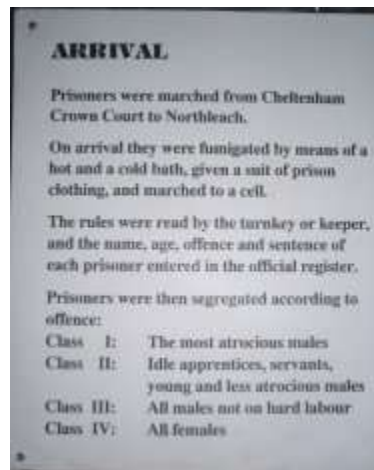 ARRIVAL
Prisoners were marched from Cheltenham
Crown Court to Northleach.
On arrival they were fumigated by means of a
hot and a cold bath, given a suit of prison
clothing, and marched to a cell.
The rules were read by the turnkey or keeper,
and the name, age, offence and sentence of
each prisoner entered in the official register.
Prisoners were then segregated according to
offence:
Class I: The most atrocious males
Class II: Idle apprentices, servants,
young and less atrocious males
Class III: All males not on hard labour
Class IV: All females